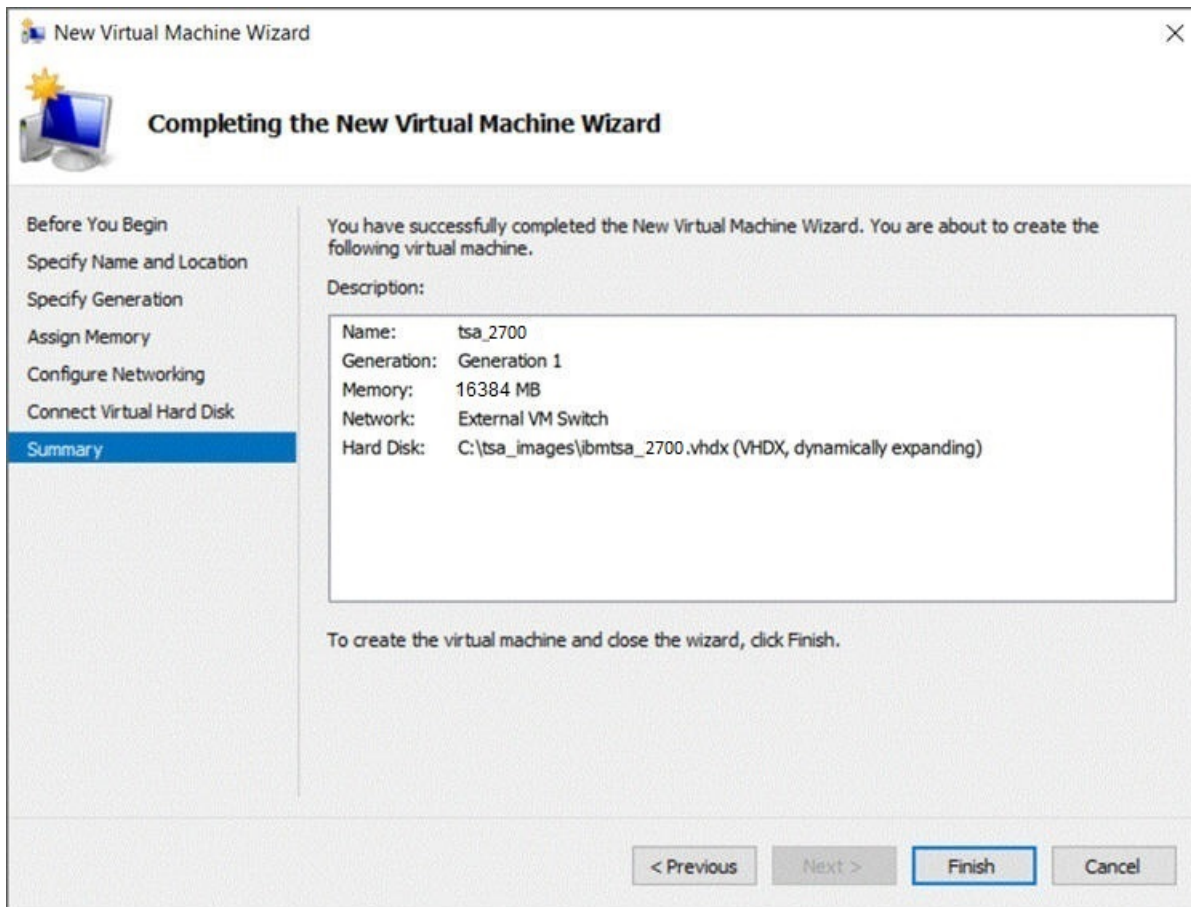 New Virtual Machine Wizard
Completing the New Virtual Machine Wizard
Before You Begin
Specify Name and Location
Specify Generation
Assign Memory
Configure Networking
Connect Virtual Hard Disk
Summary
You have successfully completed the New Virtual Machine Wizard. You are about to create the
following virtual machine.
Description:
Name: tsa_2700
Generation: Generation 1
Memory: 16384 MB
Network: External VM Switch
Hard Disk: C:\tsa_images\ibmtsa_2700.vhdx (VHDX, dynamically expanding)
To create the virtual machine and close the wizard, click Finish.
< Previous Next > Finish Cancel